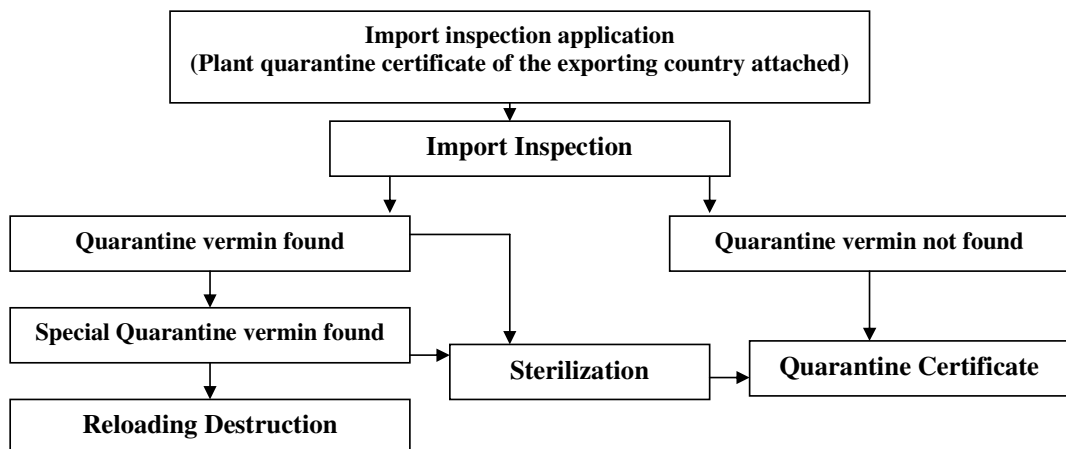 Import inspection application
(Plant quarantine certificate of the exporting country attached)
Import Inspection
Quarantine vermin found
Quarantine vermin not found
Special Quarantine vermin found
Sterilization
Quarantine Certificate
Reloading Destruction